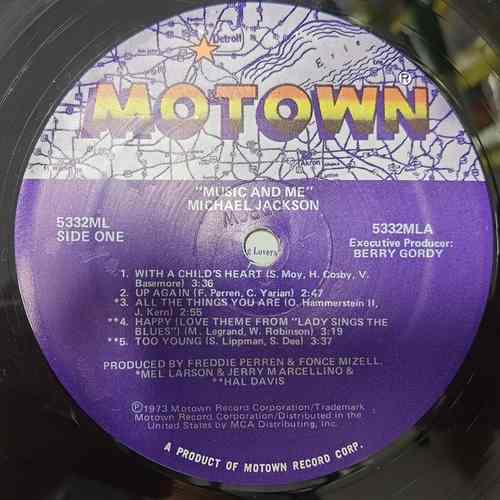 Detroit
Erie
Akron
MOTOWN®
"MUSIC AND ME"
MICHAEL JACKSON
5332ML
SIDE ONE
5332MLA
Executive Producer:
BERRY GORDY
Lovers
1. WITH A CHILD'S HEART (S. Moy, H. Cosby, V.
Basemore) 3:36
2. UP AGAIN (F. Perren, C. Yarian) 2:47
*3. ALL THE THINGS YOU ARE (O. Hammerstein II,
J. Kern) 2:55
**4. HAPPY (LOVE THEME FROM "LADY SINGS THE
BLUES") (M. Legrand, W. Robinson) 3:19
**5. TOO YOUNG (S. Lippman, S. Dee) 3:37
PRODUCED BY FREDDIE PERREN & FONCE MIZELL.
*MEL LARSON & JERRY MARCELLINO &
**HAL DAVIS
Ⓟ1973 Motown Record Corporation/Trademark
Motown Record Corporation/Distributed in the
United States by MCA Distributing, Inc.
A PRODUCT OF MOTOWN RECORD CORP.